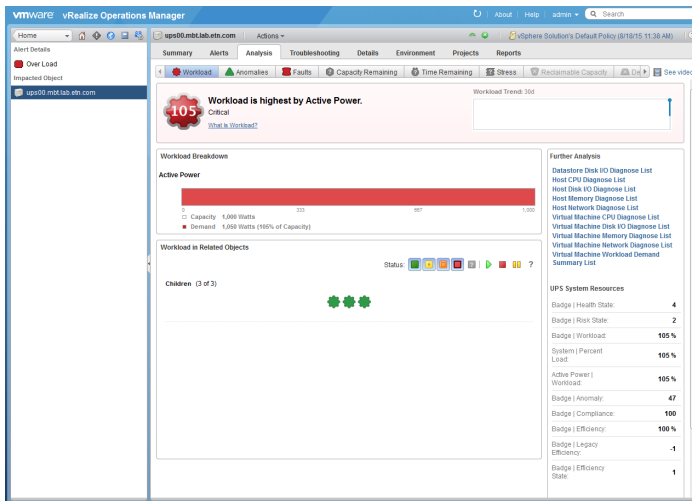 vmware vRealize Operations Manager
About Help admin Search
Home
ups00.mbt.lab.etn.com Actions
vSphere Solution's Default Policy (8/18/15 11:38 AM)
Alert Details
Over Load
Impacted Object
ups00.mbt.lab.etn.com
Summary Alerts Analysis Troubleshooting Details Environment Projects Reports
Workload Anomalies Faults Capacity Remaining Time Remaining Stress Reclaimable Capacity De See video
105
Workload is highest by Active Power.
Critical
What Is Workload?
Workload Trend: 30d
Workload Breakdown
Active Power
0 333 667 1,000
Capacity 1,000 Watts
Demand 1,050 Watts (105% of Capacity)
Workload in Related Objects
Status: ?
Children (3 of 3)
Further Analysis
Datastore Disk I/O Diagnose List
Host CPU Diagnose List
Host Disk I/O Diagnose List
Host Memory Diagnose List
Host Network Diagnose List
Virtual Machine CPU Diagnose List
Virtual Machine Disk I/O Diagnose List
Virtual Machine Memory Diagnose List
Virtual Machine Network Diagnose List
Virtual Machine Workload Demand
Summary List
UPS System Resources
Badge | Health State: 4
Badge | Risk State: 2
Badge | Workload: 105 %
System | Percent
Load: 105 %
Active Power |
Workload: 105 %
Badge | Anomaly: 47
Badge | Compliance: 100
Badge | Efficiency: 100 %
Badge | Legacy
Efficiency: -1
Badge | Efficiency
State: 1